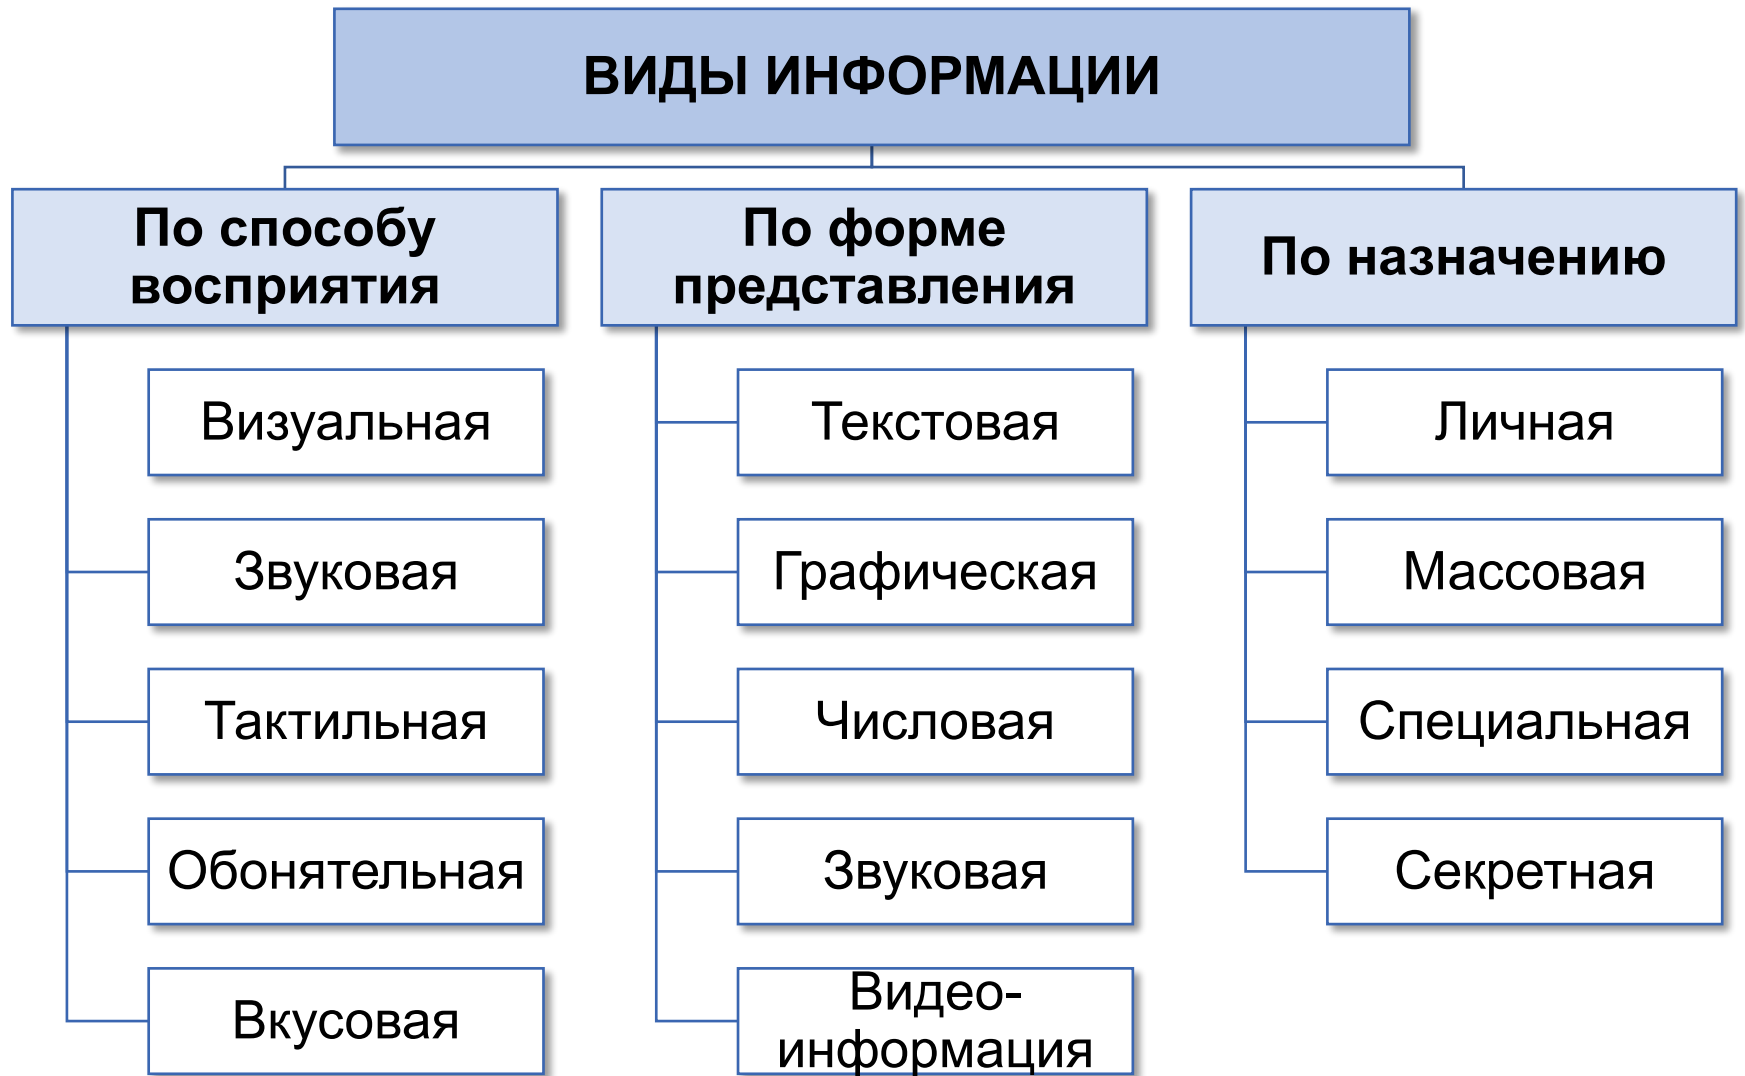 ВИДЫ ИНФОРМАЦИИ
По способу
восприятия
Визуальная
Звуковая
Тактильная
Обонятельная
Вкусовая
По форме
представления
Текстовая
Графическая
Числовая
Звуковая
Видео-
информация
По назначению
Личная
Массовая
Специальная
Секретная